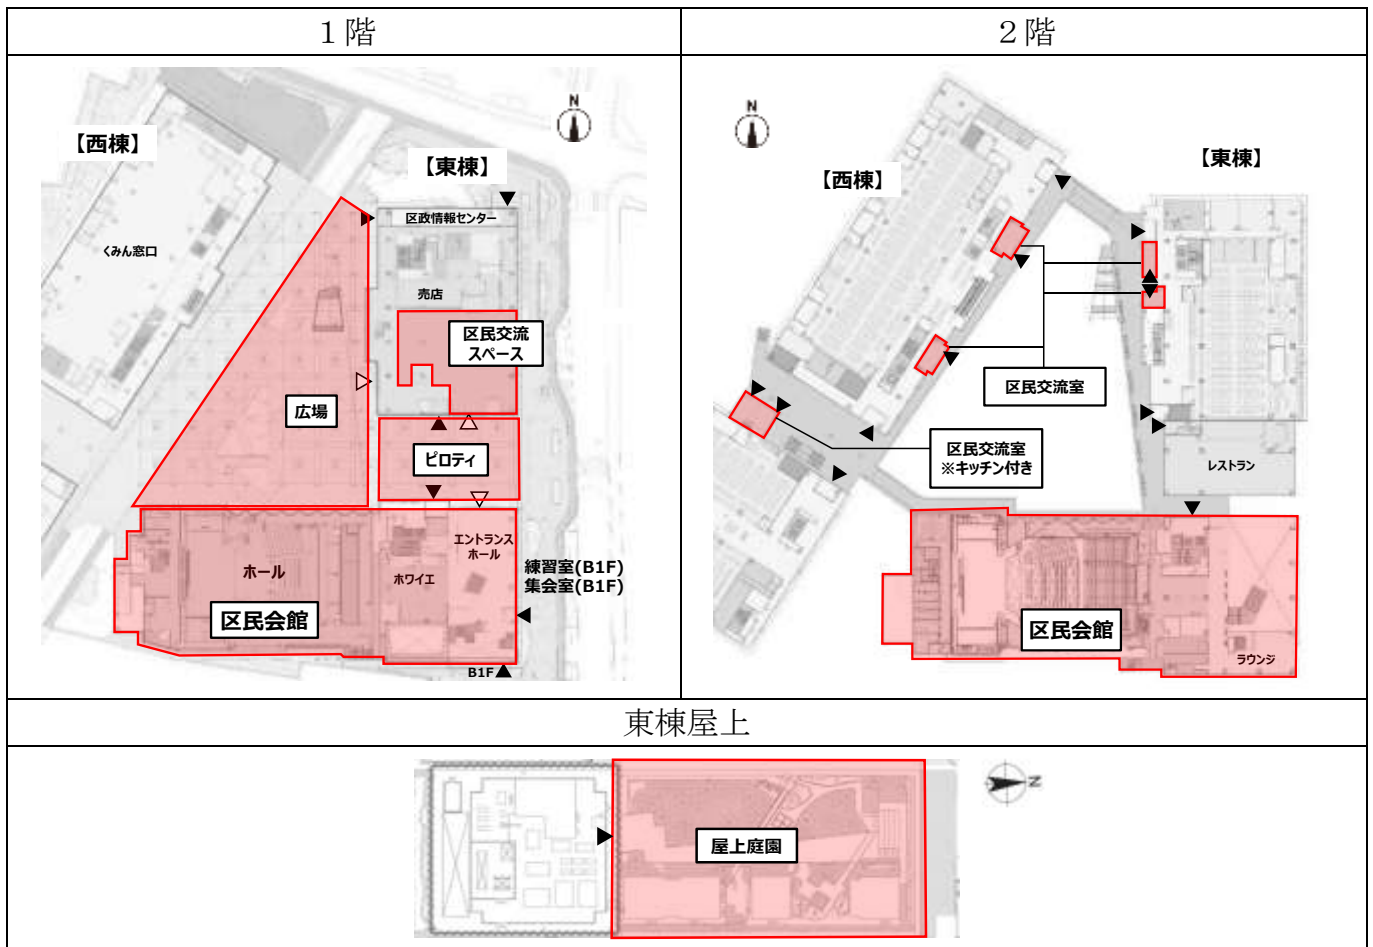 １階
２階
N
【西棟】
【東棟】
区政情報センター
くみん窓口
売店
区民交流
スペース
広場
ピロティ
エントランス
ホール
ホール
ホワイエ
練習室(B1F)
集会室(B1F)
区民会館
B1F
N
【東棟】
【西棟】
区民交流室
区民交流室
※キッチン付き
レストラン
区民会館
ラウンジ
東棟屋上
N
屋上庭園